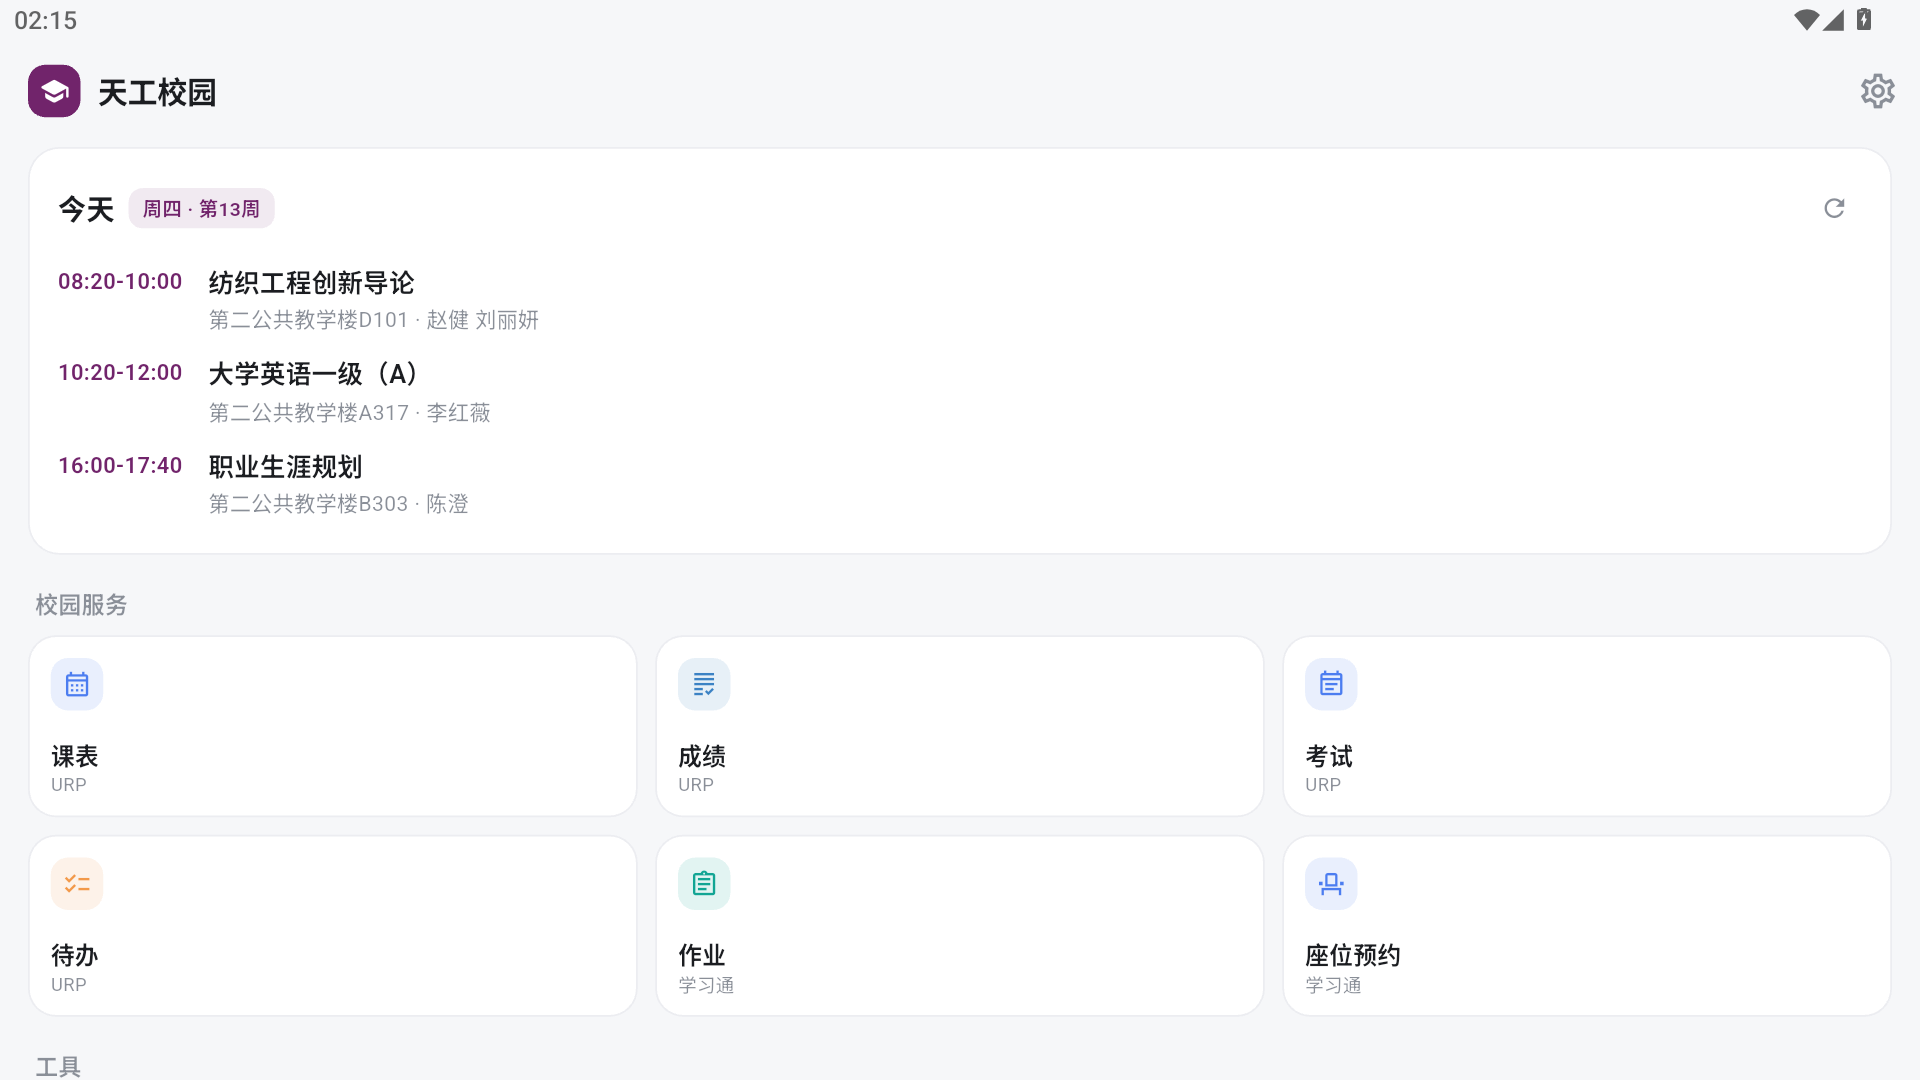 02:15
天工校园
今天 周四 · 第13周
08:20-10:00 纺织工程创新导论
第二公共教学楼D101 · 赵健 刘丽妍
10:20-12:00 大学英语一级（A）
第二公共教学楼A317 · 李红薇
16:00-17:40 职业生涯规划
第二公共教学楼B303 · 陈澄
校园服务
课表
URP
成绩
URP
考试
URP
待办
URP
作业
学习通
座位预约
学习通
工具